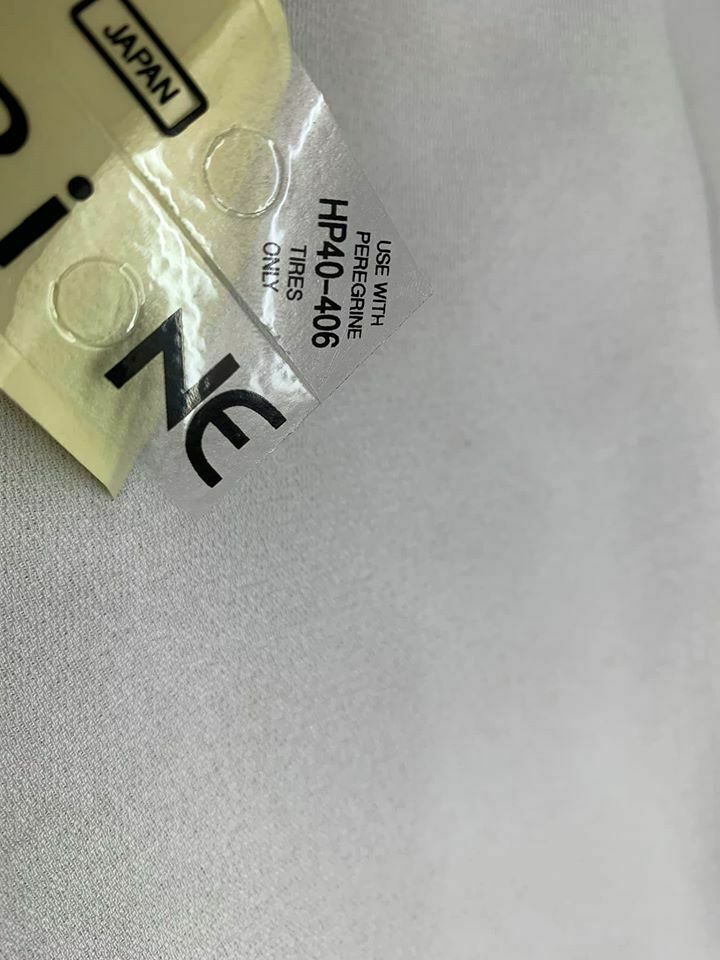 JAPAN
i
NE
USE WITH
PEREGRINE
HP40-406
TIRES
ONLY